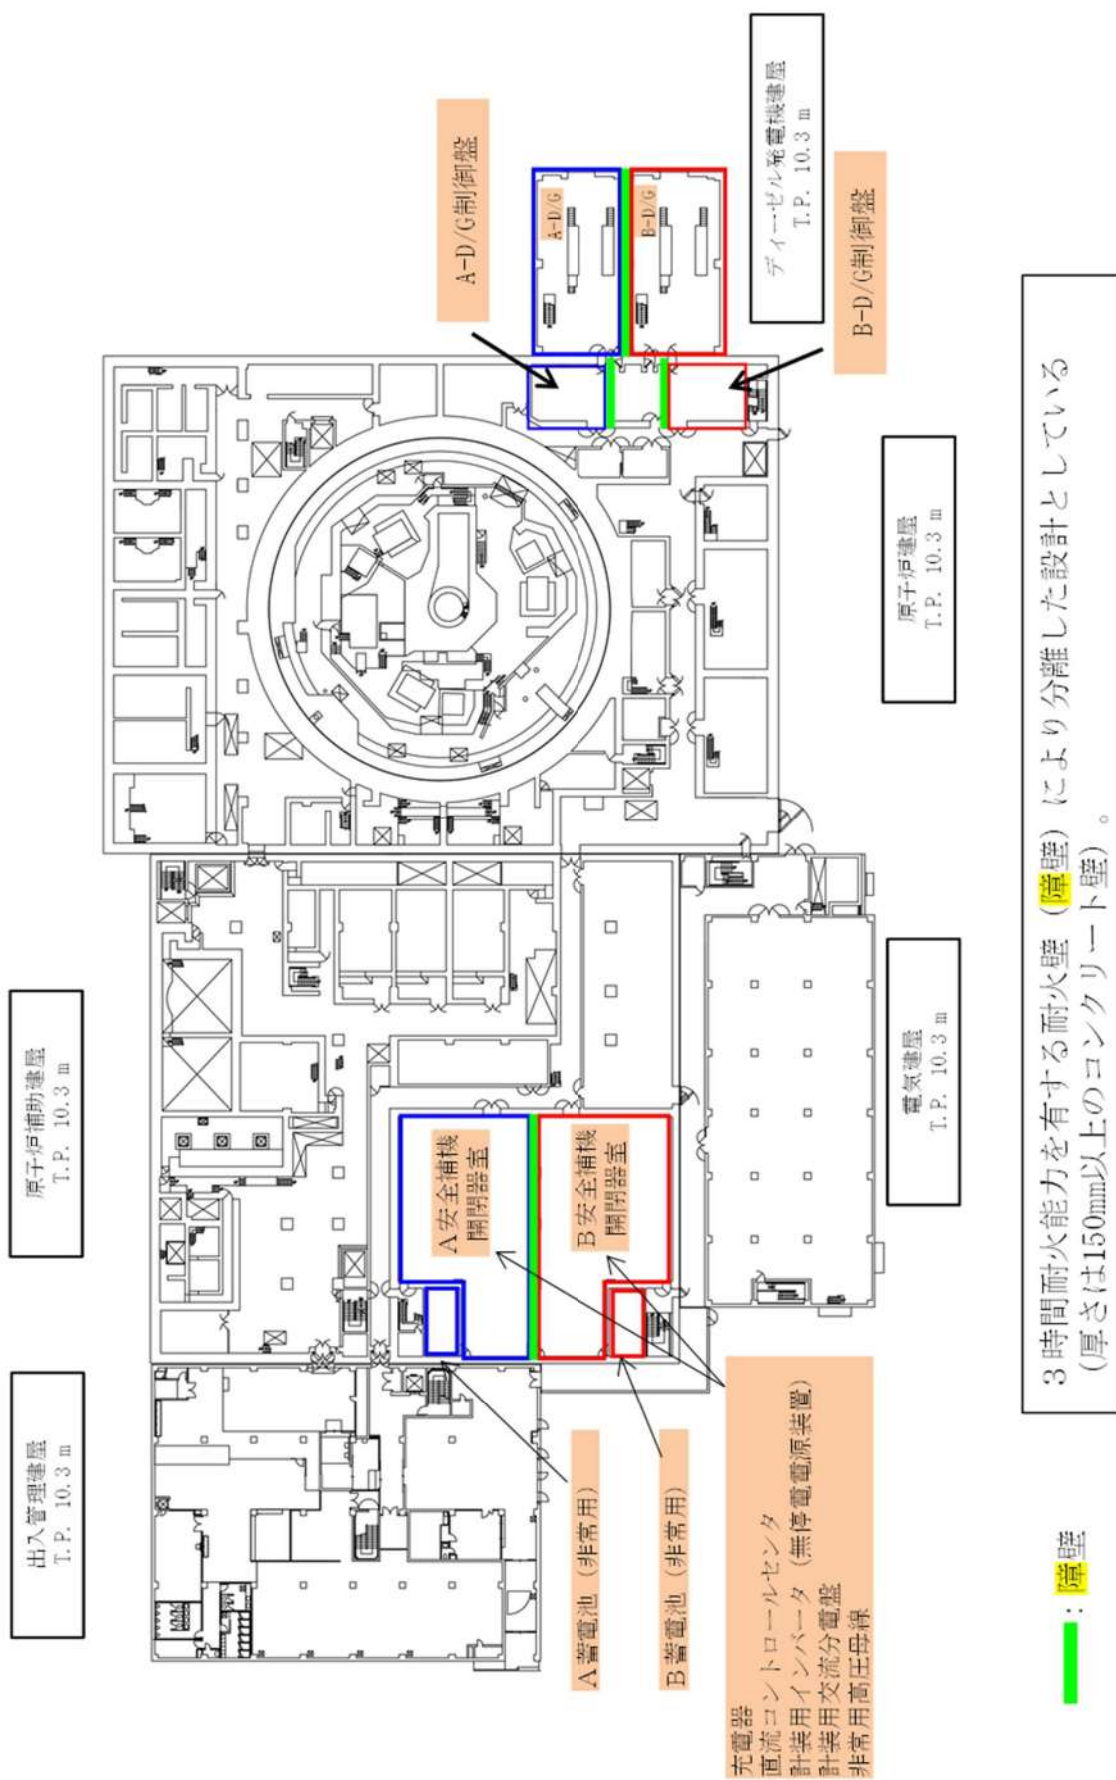 出入管理建屋
T.P. 10.3 m
原子炉補助建屋
T.P. 10.3 m
A-D/G制御盤
A-D/G
B-D/G
ディーゼル発電機建屋
T.P. 10.3 m
B-D/G制御盤
原子炉建屋
T.P. 10.3 m
電気建屋
T.P. 10.3 m
A安全補機
開閉器室
B安全補機
開閉器室
A蓄電池（非常用）
B蓄電池（非常用）
充電器
直流コントロールセンタ
計装用インバータ（無停電電源装置）
計装用交流分電盤
非常用高圧母線
：障壁
3時間耐火能力を有する耐火壁（障壁）により分離した設計としている
（厚さは150mm以上のコンクリート壁）。